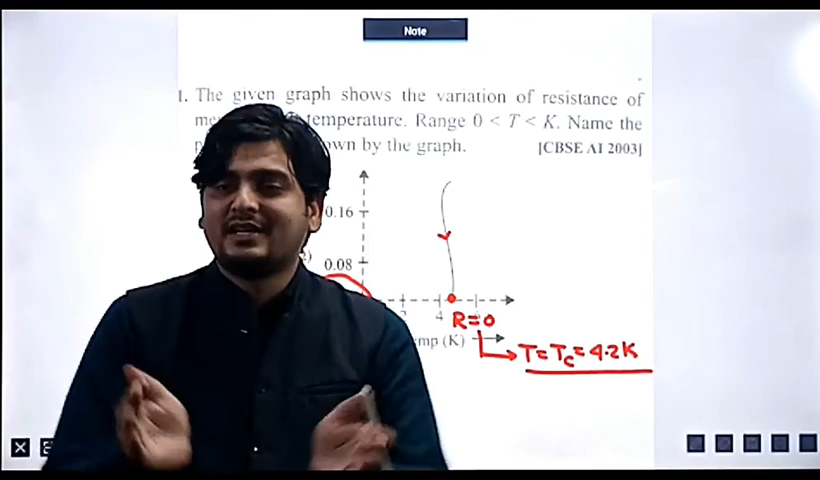 Note
1. The given graph shows the variation of resistance of
temperature. Range 0 < T < K. Name the
own by the graph. [CBSE AI 2003]
0.16
0.08
4
R=0
mp (K)
T=Tc=4.2K